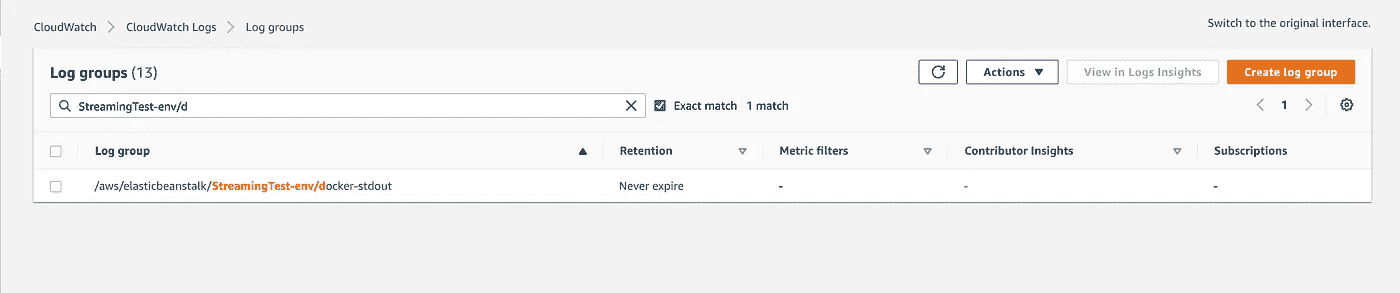 CloudWatch > CloudWatch Logs > Log groups
Switch to the original interface.
Log groups (13)
Actions
View in Logs Insights
Create log group
StreamingTest-env/d
Exact match 1 match
1
Log group Retention Metric filters Contributor Insights Subscriptions
/aws/elasticbeanstalk/StreamingTest-env/docker-stdout Never expire - - -